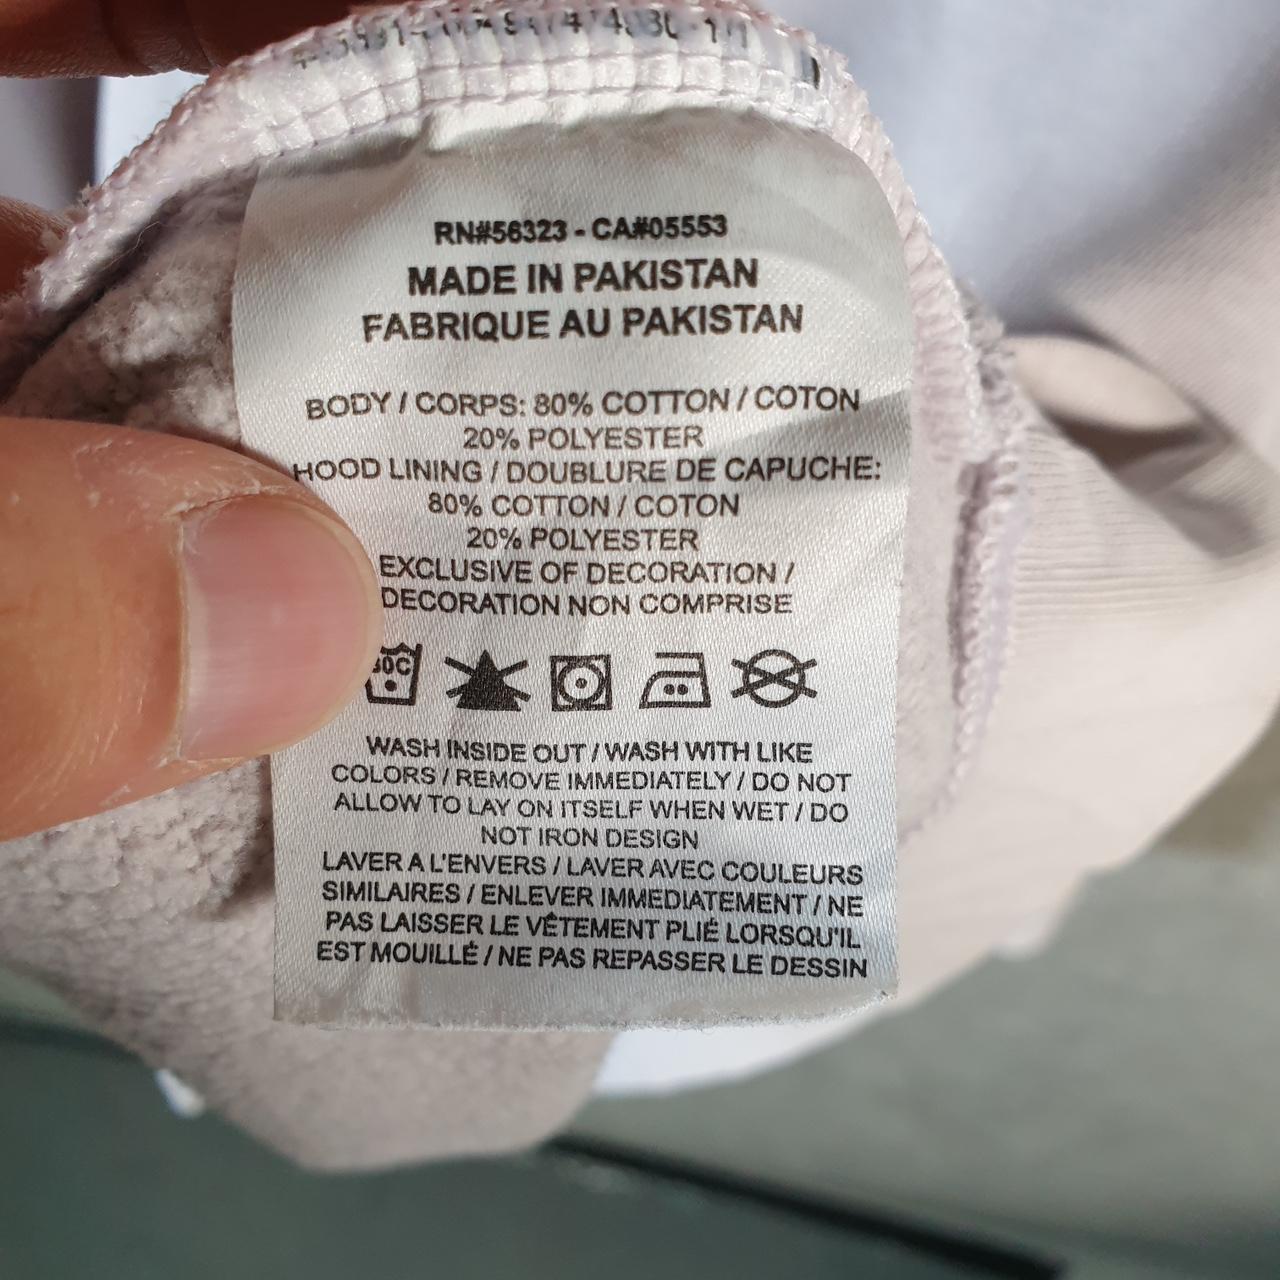 RN#56323 - CA#05553
MADE IN PAKISTAN
FABRIQUE AU PAKISTAN
BODY / CORPS: 80% COTTON / COTON
20% POLYESTER
HOOD LINING / DOUBLURE DE CAPUCHE:
80% COTTON / COTON
20% POLYESTER
EXCLUSIVE OF DECORATION /
DECORATION NON COMPRISE
WASH INSIDE OUT / WASH WITH LIKE
COLORS / REMOVE IMMEDIATELY / DO NOT
ALLOW TO LAY ON ITSELF WHEN WET / DO
NOT IRON DESIGN
LAVER A L'ENVERS / LAVER AVEC COULEURS
SIMILAIRES / ENLEVER IMMEDIATEMENT / NE
PAS LAISSER LE VÊTEMENT PLIÉ LORSQU'IL
EST MOUILLÉ / NE PAS REPASSER LE DESSIN